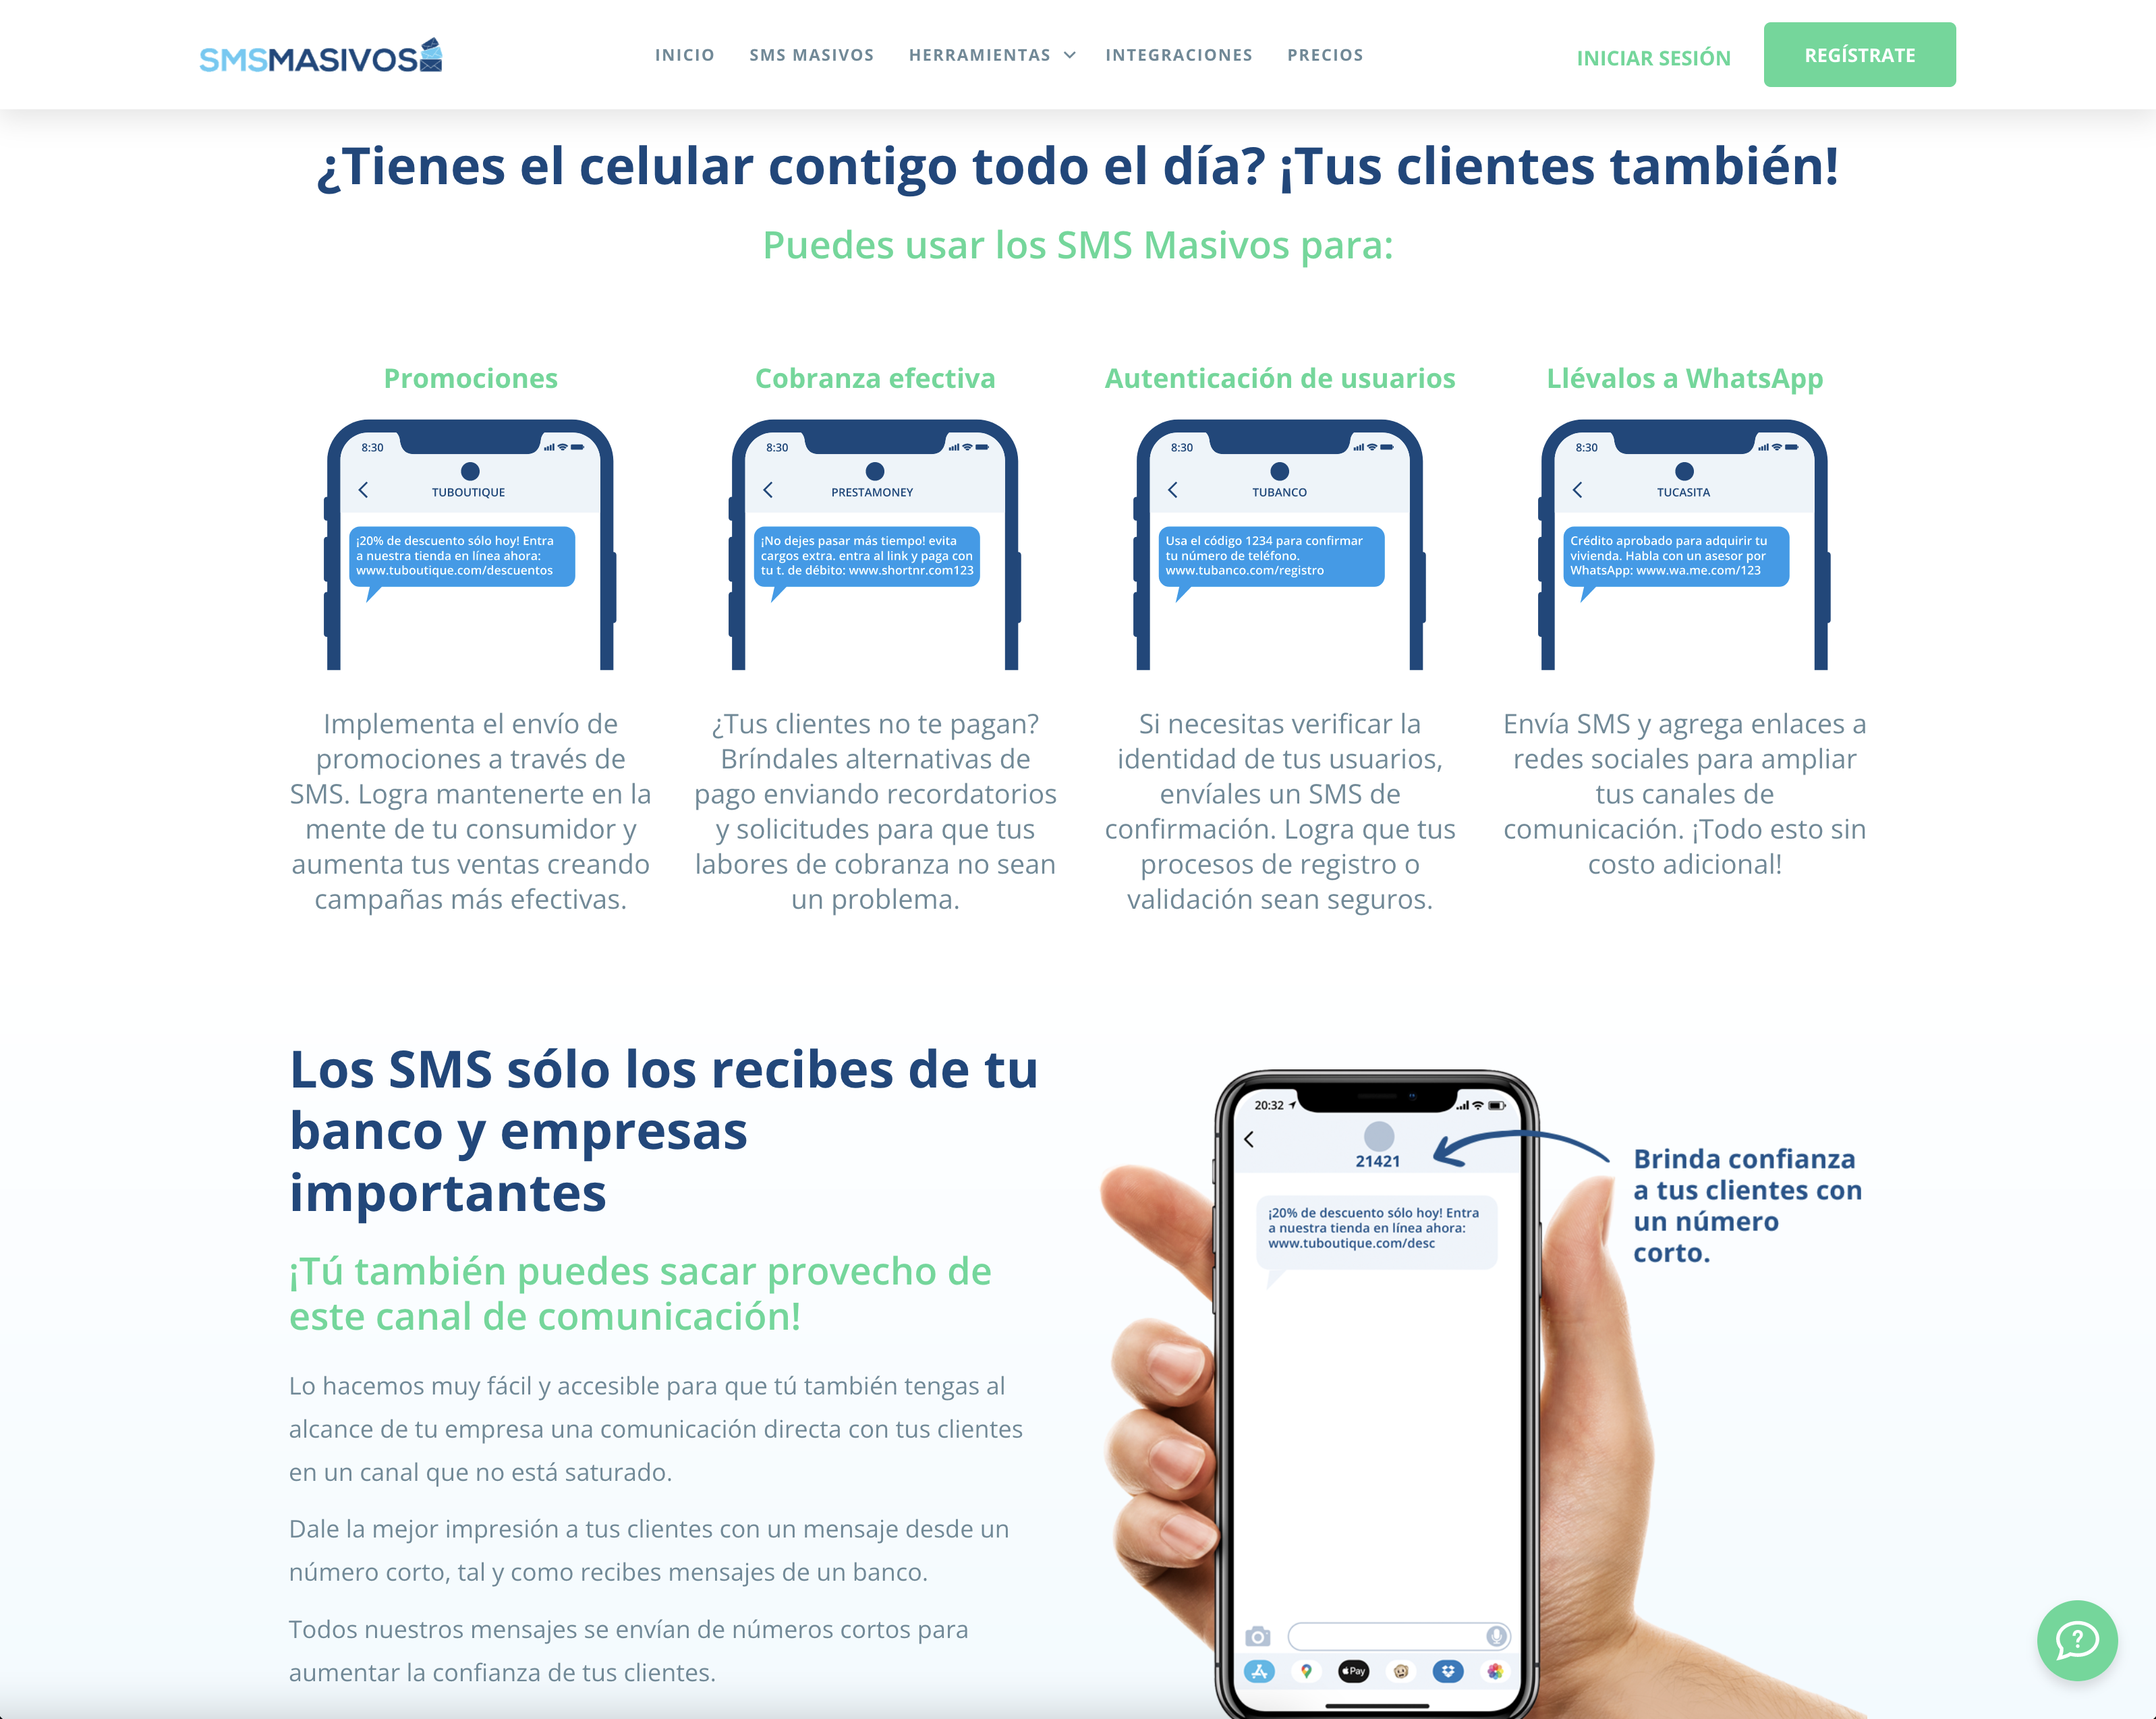 SMSMASIVOS
INICIO SMS MASIVOS HERRAMIENTAS INTEGRACIONES PRECIOS
INICIAR SESIÓN REGÍSTRATE
¿Tienes el celular contigo todo el día? ¡Tus clientes también!
Puedes usar los SMS Masivos para:
Promociones
8:30
TUBOUTIQUE
¡20% de descuento sólo hoy! Entra
a nuestra tienda en línea ahora:
www.tuboutique.com/descuentos
Implementa el envío de
promociones a través de
SMS. Logra mantenerte en la
mente de tu consumidor y
aumenta tus ventas creando
campañas más efectivas.
Cobranza efectiva
8:30
PRESTAMONEY
¡No dejes pasar más tiempo! evita
cargos extra. entra al link y paga con
tu t. de débito: www.shortnr.com123
¿Tus clientes no te pagan?
Bríndales alternativas de
pago enviando recordatorios
y solicitudes para que tus
labores de cobranza no sean
un problema.
Autenticación de usuarios
8:30
TUBANCO
Usa el código 1234 para confirmar
tu número de teléfono.
www.tubanco.com/registro
Si necesitas verificar la
identidad de tus usuarios,
envíales un SMS de
confirmación. Logra que tus
procesos de registro o
validación sean seguros.
Llévalos a WhatsApp
8:30
TUCASITA
Crédito aprobado para adquirir tu
vivienda. Habla con un asesor por
WhatsApp: www.wa.me.com/123
Envía SMS y agrega enlaces a
redes sociales para ampliar
tus canales de
comunicación. ¡Todo esto sin
costo adicional!
Los SMS sólo los recibes de tu
banco y empresas
importantes
¡Tú también puedes sacar provecho de
este canal de comunicación!
Lo hacemos muy fácil y accesible para que tú también tengas al
alcance de tu empresa una comunicación directa con tus clientes
en un canal que no está saturado.
Dale la mejor impresión a tus clientes con un mensaje desde un
número corto, tal y como recibes mensajes de un banco.
Todos nuestros mensajes se envían de números cortos para
aumentar la confianza de tus clientes.
20:32
21421
¡20% de descuento sólo hoy! Entra
a nuestra tienda en línea ahora:
www.tuboutique.com/desc
Pay
Brinda confianza
a tus clientes con
un número
corto.
?